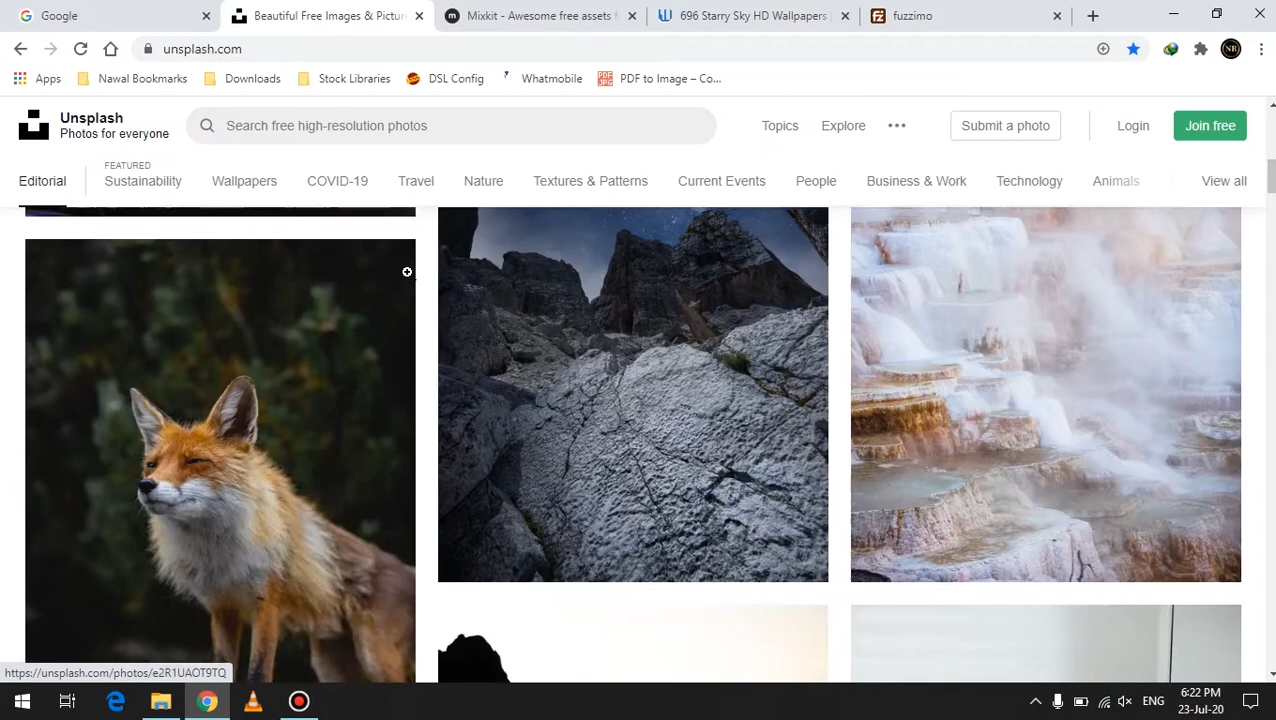 Google
Beautiful Free Images & Pictur
Mixkit - Awesome free assets f
696 Starry Sky HD Wallpapers
fuzzimo
unsplash.com
Apps
Nawal Bookmarks
Downloads
Stock Libraries
DSL Config
Whatmobile
PDF to Image – Co...
Unsplash
Photos for everyone
Search free high-resolution photos
Topics
Explore
Submit a photo
Login
Join free
Editorial
FEATURED
Sustainability
Wallpapers
COVID-19
Travel
Nature
Textures & Patterns
Current Events
People
Business & Work
Technology
Animals
View all
https://unsplash.com/photos/e2R1UAOT9TQ
ENG
6:22 PM
23-Jul-20